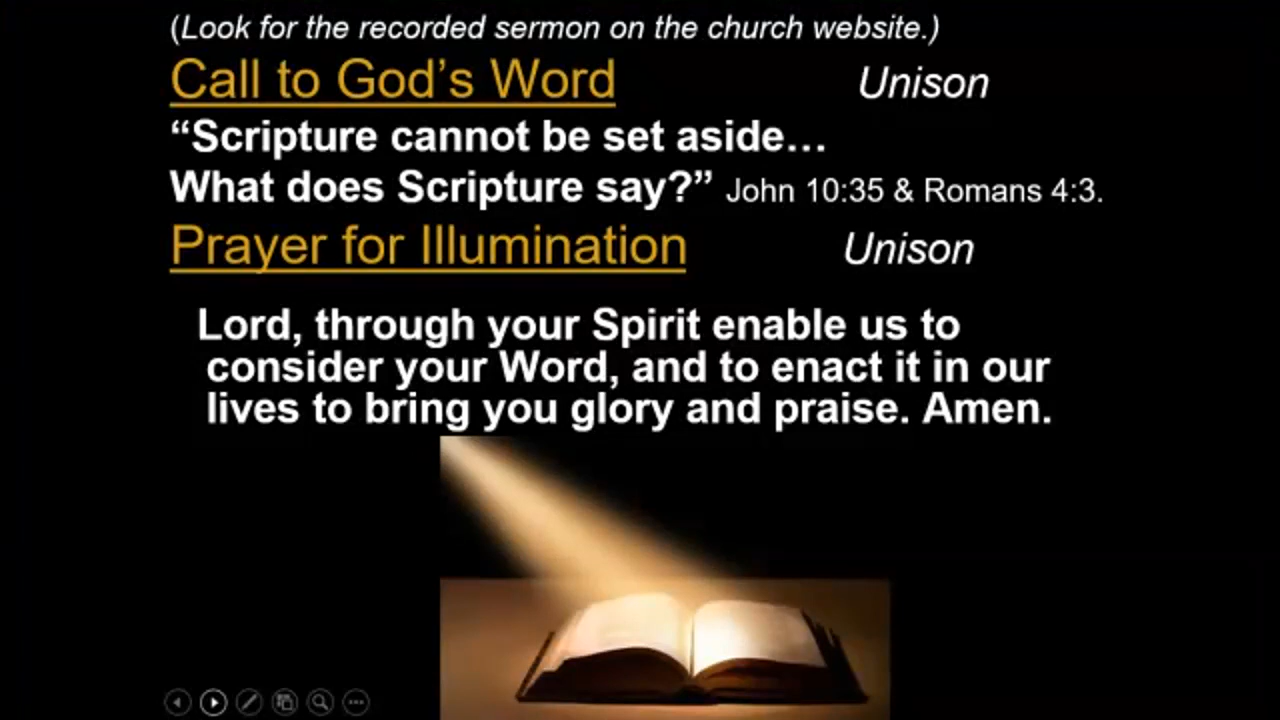 (Look for the recorded sermon on the church website.)
Call to God’s Word Unison
“Scripture cannot be set aside…
What does Scripture say?” John 10:35 & Romans 4:3.
Prayer for Illumination Unison
Lord, through your Spirit enable us to
consider your Word, and to enact it in our
lives to bring you glory and praise. Amen.